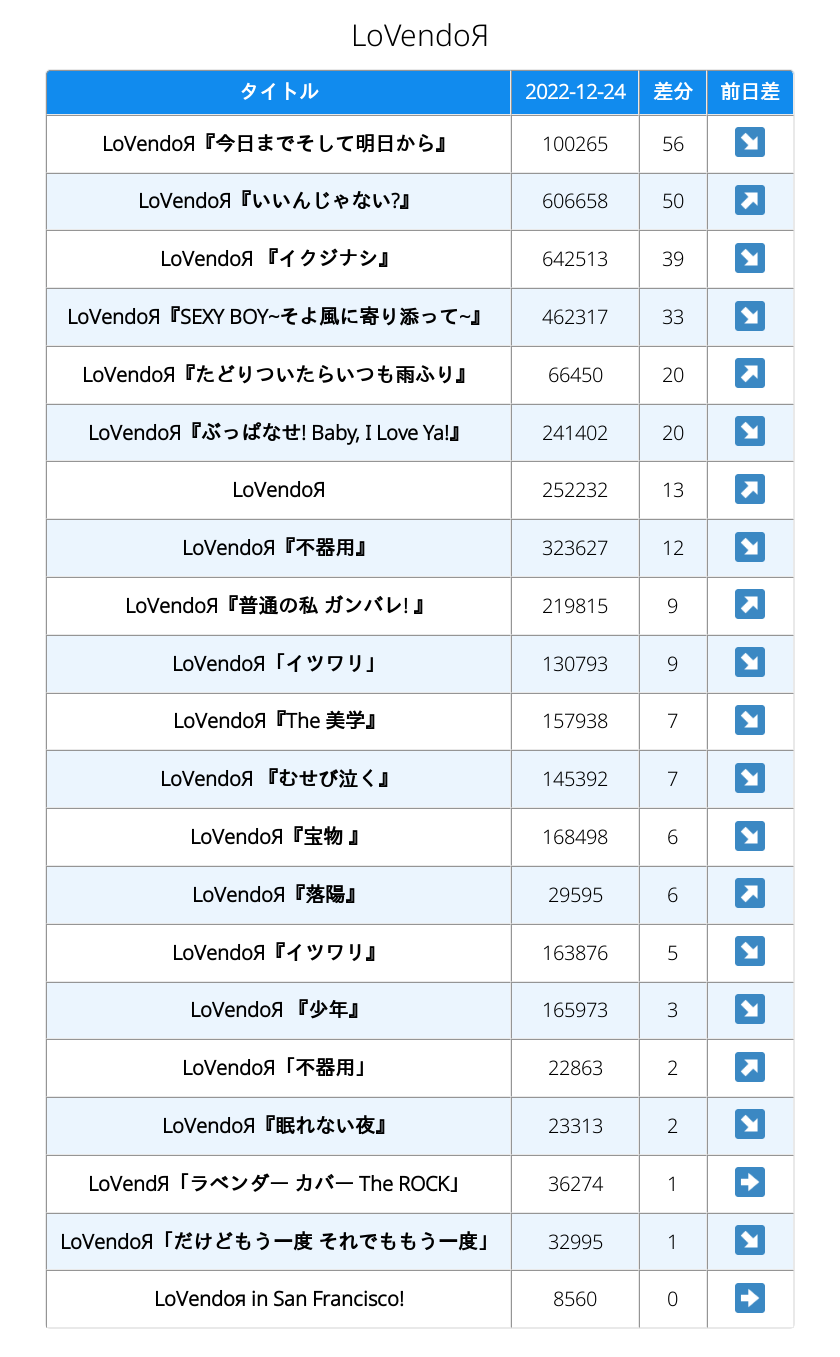 LoVendoЯ
タイトル 2022-12-24 差分 前日差
LoVendoЯ『今日までそして明日から』 100265 56 ↘
LoVendoЯ『いいんじゃない?』 606658 50 ↗
LoVendoЯ 『イクジナシ』 642513 39 ↘
LoVendoЯ『SEXY BOY~そよ風に寄り添って~』 462317 33 ↘
LoVendoЯ『たどりついたらいつも雨ふり』 66450 20 ↗
LoVendoЯ『ぶっぱなせ! Baby, I Love Ya!』 241402 20 ↘
LoVendoЯ 252232 13 ↗
LoVendoЯ『不器用』 323627 12 ↘
LoVendoЯ『普通の私 ガンバレ! 』 219815 9 ↗
LoVendoЯ「イツワリ」 130793 9 ↘
LoVendoЯ『The 美学』 157938 7 ↘
LoVendoЯ 『むせび泣く』 145392 7 ↘
LoVendoЯ『宝物 』 168498 6 ↘
LoVendoЯ『落陽』 29595 6 ↗
LoVendoЯ『イツワリ』 163876 5 ↘
LoVendoЯ 『少年』 165973 3 ↘
LoVendoЯ「不器用」 22863 2 ↗
LoVendoЯ『眠れない夜』 23313 2 ↘
LoVendЯ「ラベンダー カバー The ROCK」 36274 1 →
LoVendoЯ「だけどもう一度 それでももう一度」 32995 1 ↘
LoVendoя in San Francisco! 8560 0 →